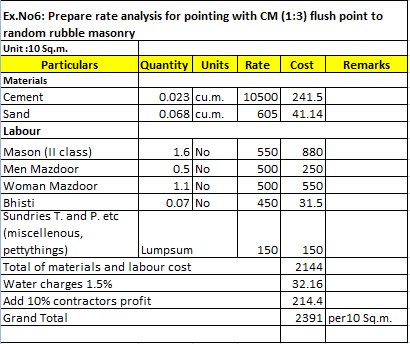 Ex.No6: Prepare rate analysis for pointing with CM (1:3) flush point to
random rubble masonry
Unit :10 Sq.m.
Particulars Quantity Units Rate Cost Remarks
Materials
Cement 0.023 cu.m. 10500 241.5
Sand 0.068 cu.m. 605 41.14
Labour
Mason (II class) 1.6 No 550 880
Men Mazdoor 0.5 No 500 250
Woman Mazdoor 1.1 No 500 550
Bhisti 0.07 No 450 31.5
Sundries T. and P. etc
(miscellenous,
pettythings) Lumpsum 150 150
Total of materials and labour cost 2144
Water charges 1.5% 32.16
Add 10% contractors profit 214.4
Grand Total 2391 per10 Sq.m.